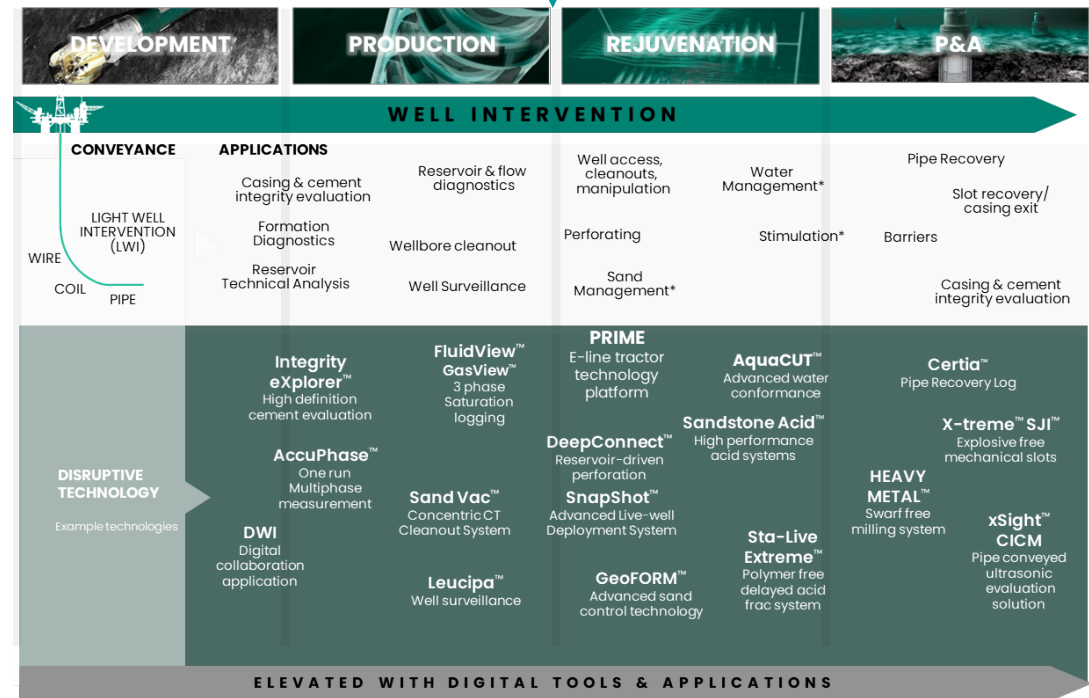 DEVELOPMENT
PRODUCTION
REJUVENATION
P&A
WELL INTERVENTION
CONVEYANCE
LIGHT WELL
INTERVENTION
(LWI)
WIRE
COIL
PIPE
APPLICATIONS
Casing & cement
integrity evaluation
Formation
Diagnostics
Reservoir
Technical Analysis
Reservoir & flow
diagnostics
Wellbore cleanout
Well Surveillance
Well access,
cleanouts,
manipulation
Perforating
Sand
Management*
Water
Management*
Stimulation*
Pipe Recovery
Slot recovery/
casing exit
Barriers
Casing & cement
integrity evaluation
DISRUPTIVE
TECHNOLOGY
Example technologies
Integrity
eXplorer™
High definition
cement evaluation
AccuPhase™
One run
Multiphase
measurement
DWI
Digital
collaboration
application
FluidView™
GasView™
3 phase
Saturation
logging
Sand Vac™
Concentric CT
Cleanout System
Leucipa™
Well surveillance
PRIME
E-line tractor
technology
platform
DeepConnect™
Reservoir-driven
perforation
SnapShot™
Advanced Live-well
Deployment System
GeoFORM™
Advanced sand
control technology
AquaCUT™
Advanced water
conformance
Sandstone Acid™
High performance
acid systems
Sta-Live
Extreme™
Polymer free
delayed acid
frac system
Certia™
Pipe Recovery Log
X-treme™ SJI™
Explosive free
mechanical slots
HEAVY
METAL™
Swarf free
milling system
xSight™
CICM
Pipe conveyed
ultrasonic
evaluation
solution
ELEVATED WITH DIGITAL TOOLS & APPLICATIONS